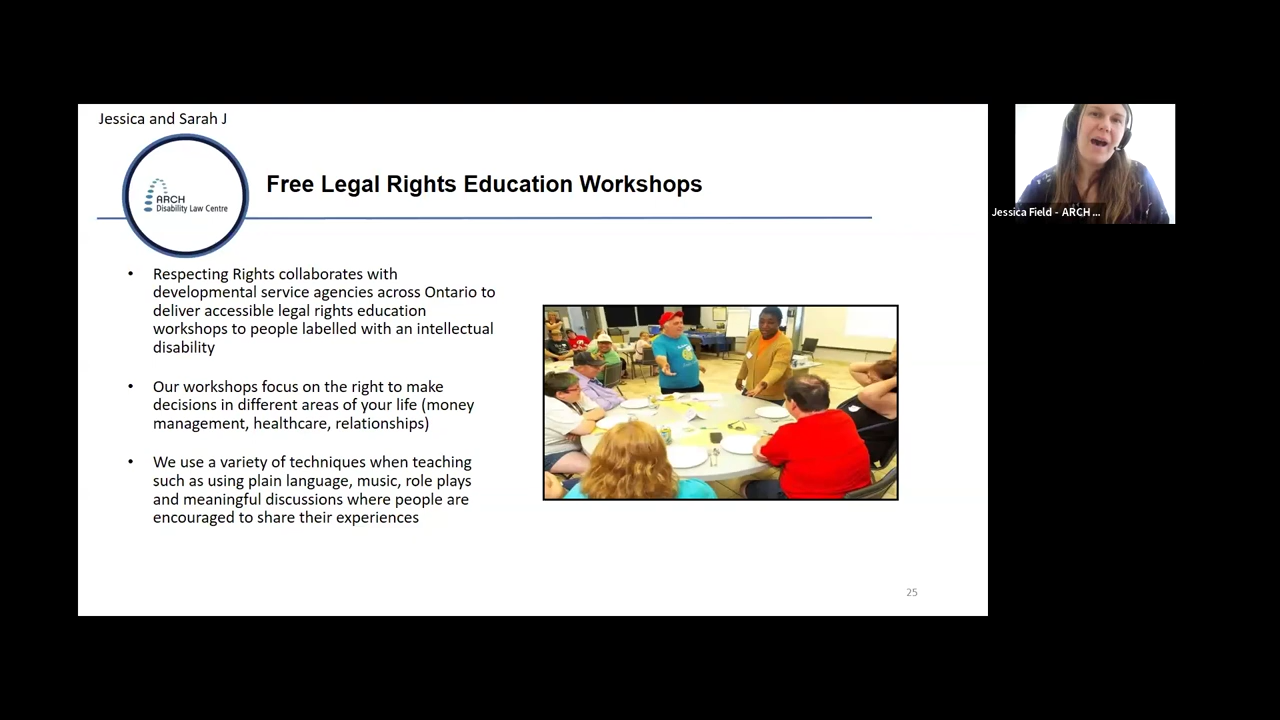 Jessica and Sarah J
ARCH
Disability Law Centre
Free Legal Rights Education Workshops
• Respecting Rights collaborates with
developmental service agencies across Ontario to
deliver accessible legal rights education
workshops to people labelled with an intellectual
disability
• Our workshops focus on the right to make
decisions in different areas of your life (money
management, healthcare, relationships)
• We use a variety of techniques when teaching
such as using plain language, music, role plays
and meaningful discussions where people are
encouraged to share their experiences
25
Jessica Field - ARCH ...